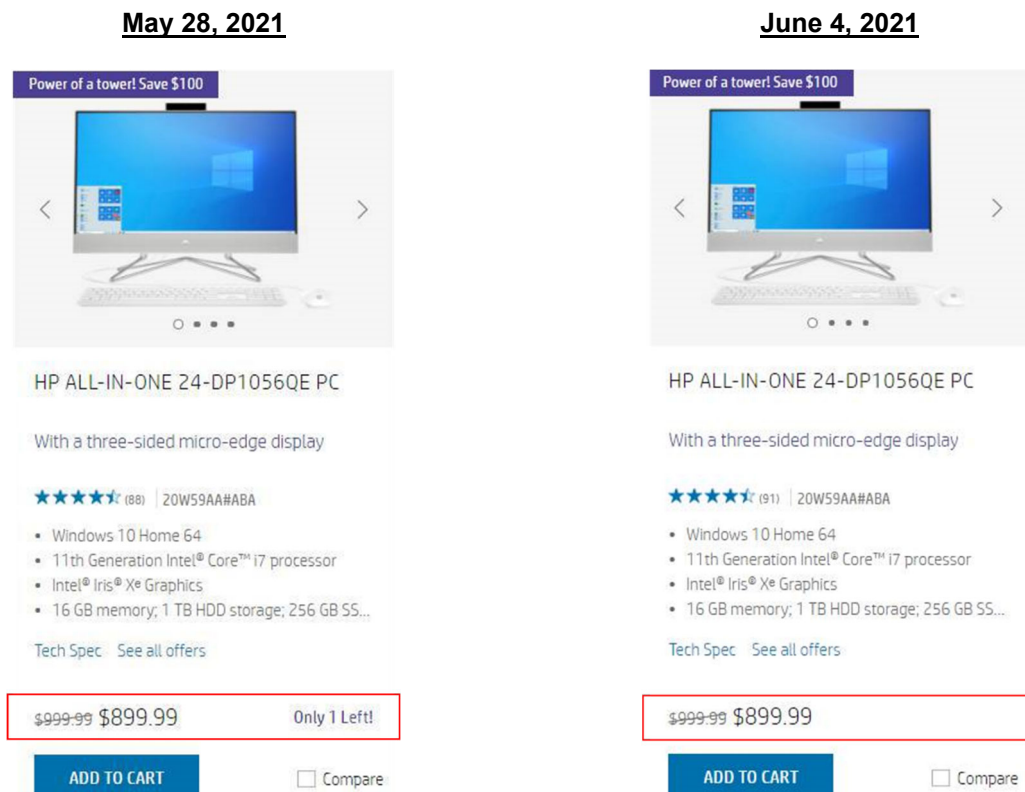 May 28, 2021
Power of a tower! Save $100
HP ALL-IN-ONE 24-DP1056QE PC
With a three-sided micro-edge display
(88) 20W59AA#ABA
• Windows 10 Home 64
• 11th Generation Intel® Core™ i7 processor
• Intel® Iris® Xe Graphics
• 16 GB memory; 1 TB HDD storage; 256 GB SS...
Tech Spec See all offers
$999.99 $899.99 Only 1 Left!
ADD TO CART Compare
June 4, 2021
Power of a tower! Save $100
HP ALL-IN-ONE 24-DP1056QE PC
With a three-sided micro-edge display
(91) 20W59AA#ABA
• Windows 10 Home 64
• 11th Generation Intel® Core™ i7 processor
• Intel® Iris® Xe Graphics
• 16 GB memory; 1 TB HDD storage; 256 GB SS...
Tech Spec See all offers
$999.99 $899.99
ADD TO CART Compare